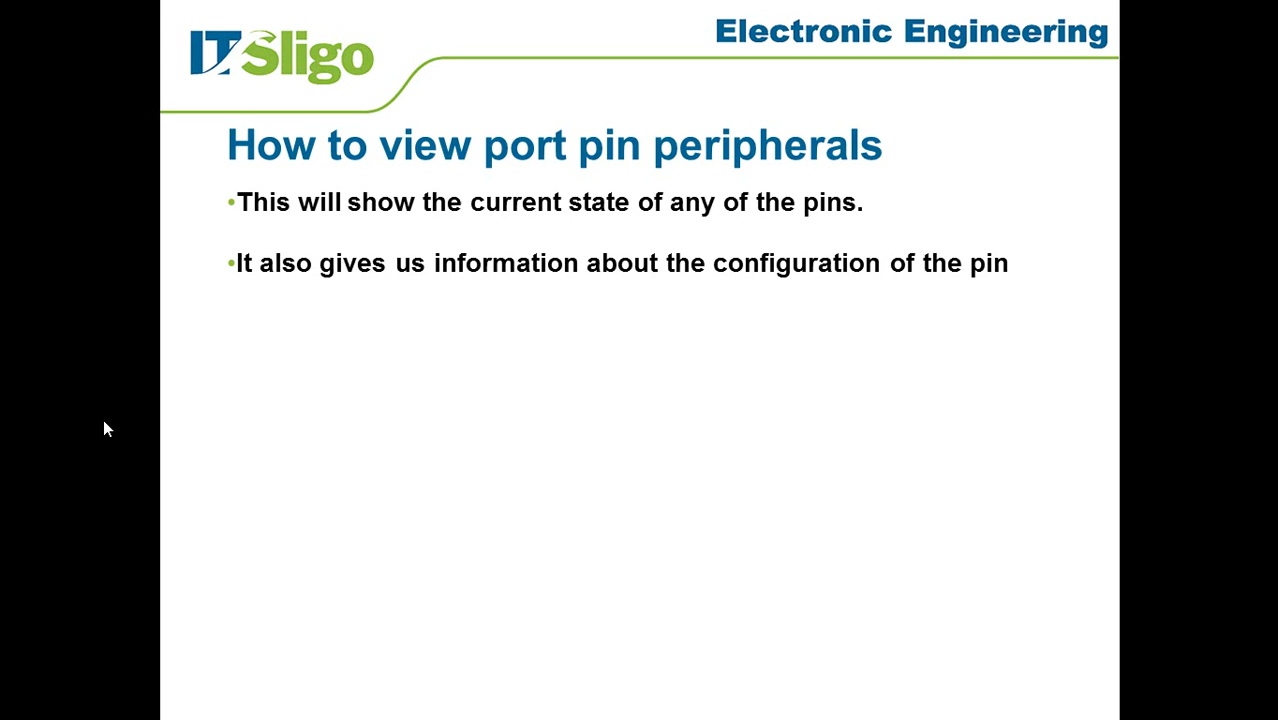 ITSligo
Electronic Engineering
How to view port pin peripherals
•This will show the current state of any of the pins.
•It also gives us information about the configuration of the pin